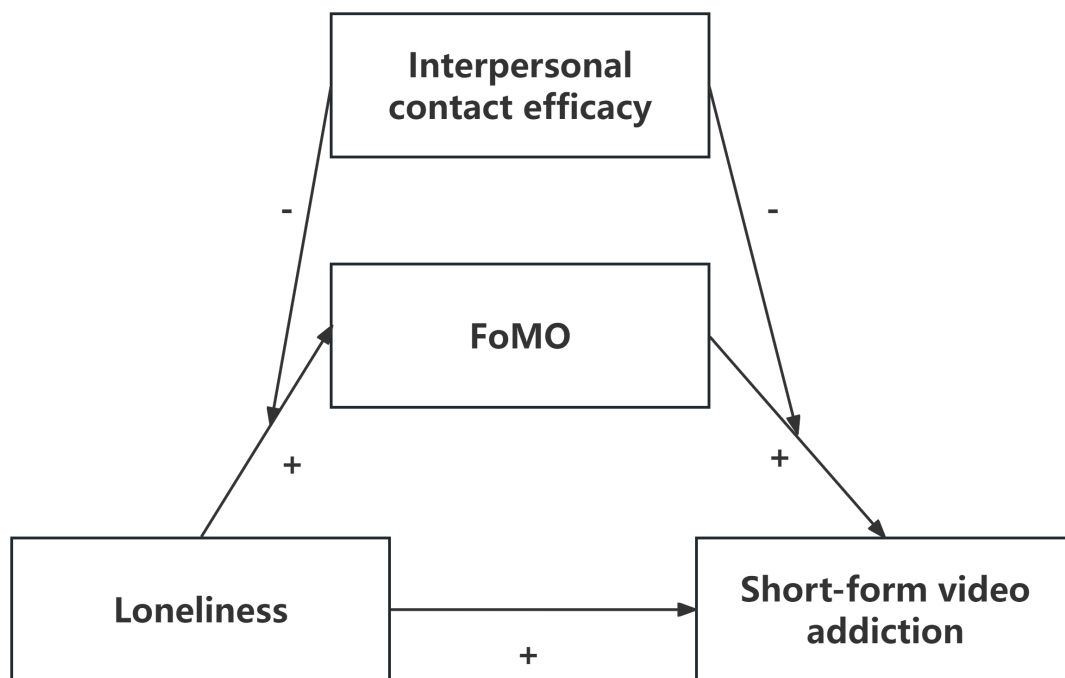 Interpersonal
contact efficacy
-
-
FoMO
+
+
Loneliness
Short-form video
addiction
+